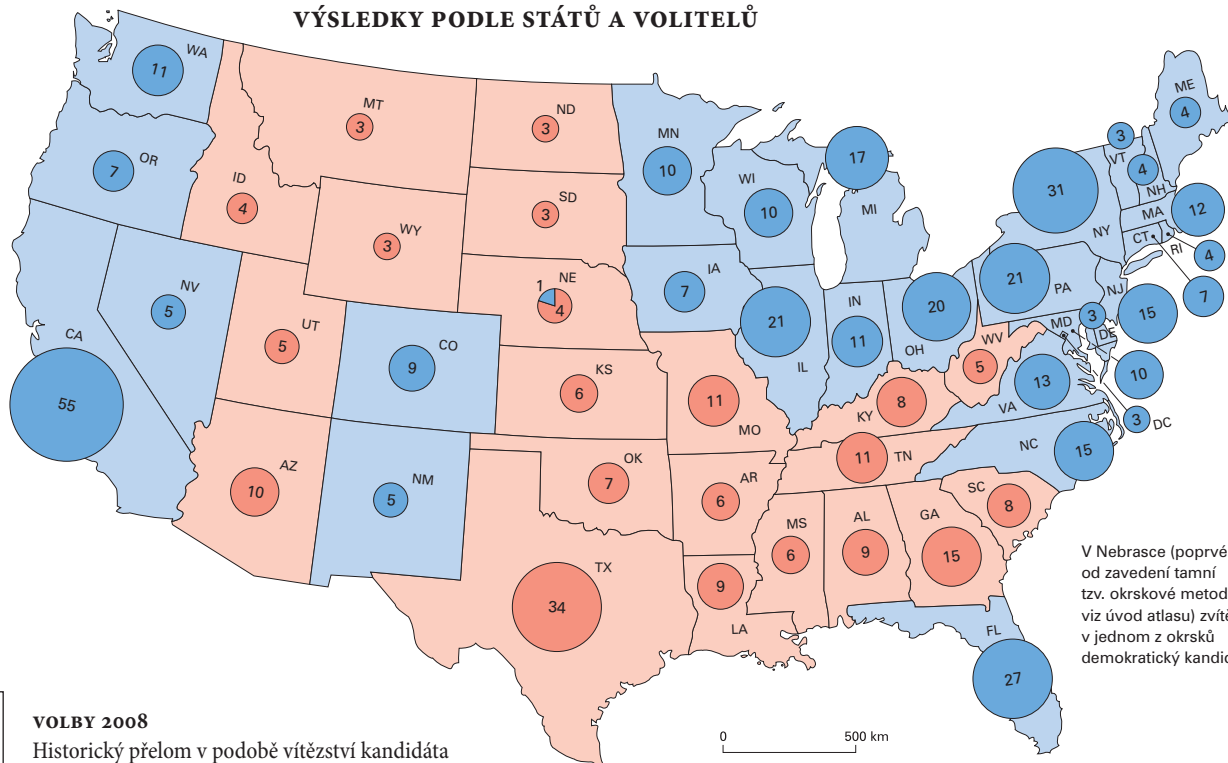 VÝSLEDKY PODLE STÁTŮ A VOLITELŮ
WA
11
OR
7
CA
55
NV
5
ID
4
MT
3
WY
3
UT
5
AZ
10
CO
9
NM
5
ND
3
SD
3
NE
1
4
KS
6
OK
7
TX
34
MN
10
IA
7
MO
11
AR
6
LA
9
WI
10
IL
21
MI
17
IN
11
OH
20
KY
8
TN
11
MS
6
AL
9
GA
15
FL
27
SC
8
NC
15
VA
13
WV
5
PA
21
NY
31
VT
3
NH
4
ME
4
MA
12
RI
4
CT
7
NJ
15
DE
3
MD
10
DC
3
V Nebrasce (poprvé
od zavedení tamní
tzv. okrskové metod
viz úvod atlasu) zvítě
v jednom z okrsků
demokratický kandid
0 500 km
VOLBY 2008
Historický přelom v podobě vítězství kandidáta